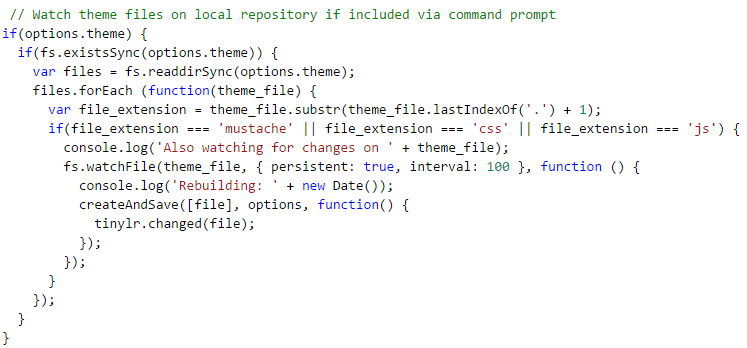 // Watch theme files on local repository if included via command prompt
if(options.theme) {
if(fs.existsSync(options.theme)) {
var files = fs.readdirSync(options.theme);
files.forEach (function(theme_file) {
var file_extension = theme_file.substr(theme_file.lastIndexOf('.') + 1);
if(file_extension === 'mustache' || file_extension === 'css' || file_extension === 'js') {
console.log('Also watching for changes on ' + theme_file);
fs.watchFile(theme_file, { persistent: true, interval: 100 }, function () {
console.log('Rebuilding: ' + new Date());
createAndSave([file], options, function() {
tinylr.changed(file);
});
});
}
});
}
}